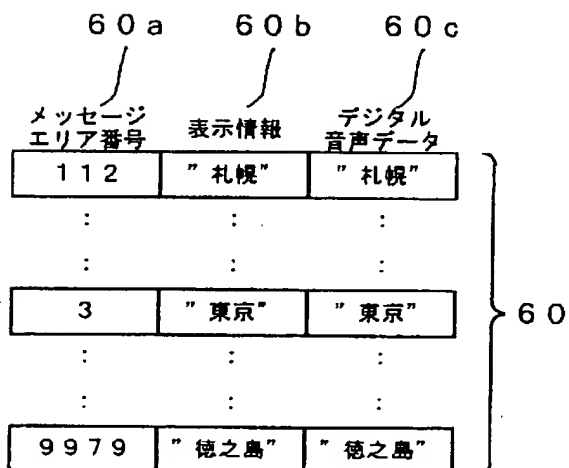 60a 60b 60c
メッセージ
エリア番号
表示情報
デジタル
音声データ
112 ”札幌” ”札幌”
: : :
: : :
3 ”東京” ”東京”
60
: : :
: : :
9979 ”徳之島” ”徳之島”